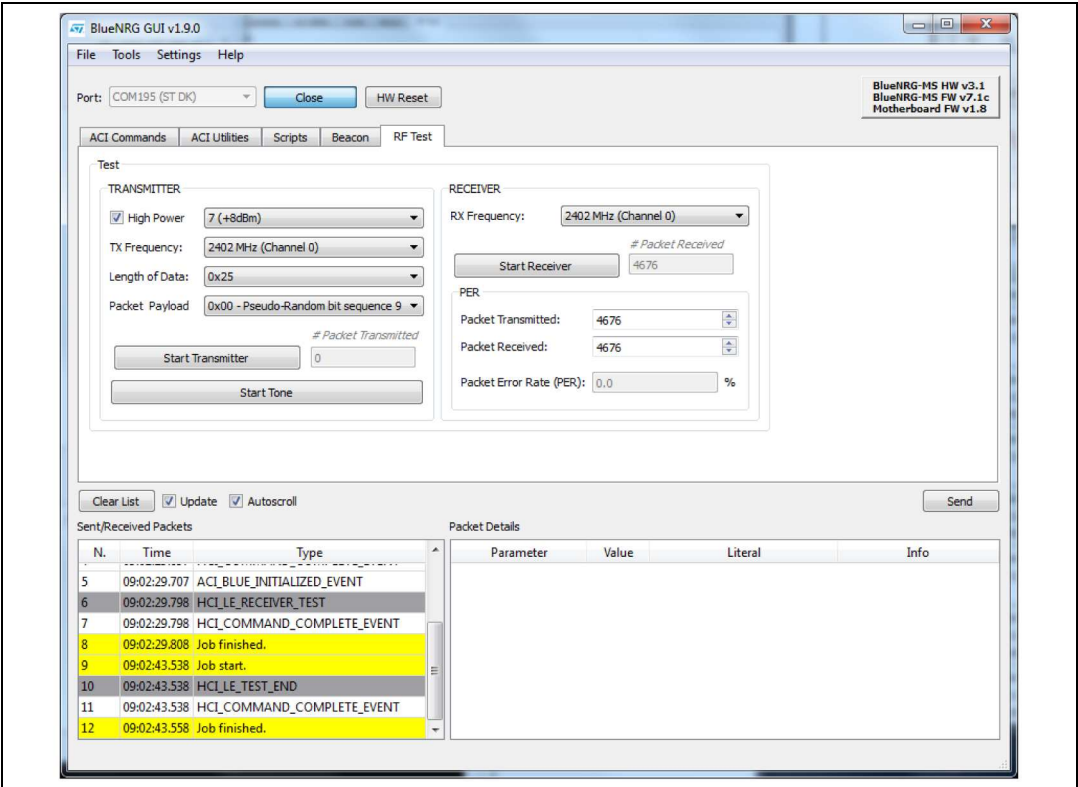 BlueNRG GUI v1.9.0
File Tools Settings Help
Port: COM195 (ST DK) Close HW Reset
BlueNRG-MS HW v3.1
BlueNRG-MS FW v7.1c
Motherboard FW v1.8
ACI Commands ACI Utilities Scripts Beacon RF Test
Test
TRANSMITTER
High Power 7 (+8dBm)
TX Frequency: 2402 MHz (Channel 0)
Length of Data: 0x25
Packet Payload 0x00 - Pseudo-Random bit sequence 9
# Packet Transmitted
Start Transmitter 0
Start Tone
RECEIVER
RX Frequency: 2402 MHz (Channel 0)
# Packet Received
Start Receiver 4676
PER
Packet Transmitted: 4676
Packet Received: 4676
Packet Error Rate (PER): 0.0 %
Clear List Update Autoscroll Send
Sent/Received Packets
N. Time Type
5 09:02:29.707 ACI_BLUE_INITIALIZED_EVENT
6 09:02:29.798 HCI_LE_RECEIVER_TEST
7 09:02:29.798 HCI_COMMAND_COMPLETE_EVENT
8 09:02:29.808 Job finished.
9 09:02:43.538 Job start.
10 09:02:43.538 HCI_LE_TEST_END
11 09:02:43.538 HCI_COMMAND_COMPLETE_EVENT
12 09:02:43.558 Job finished.
Packet Details
Parameter Value Literal Info